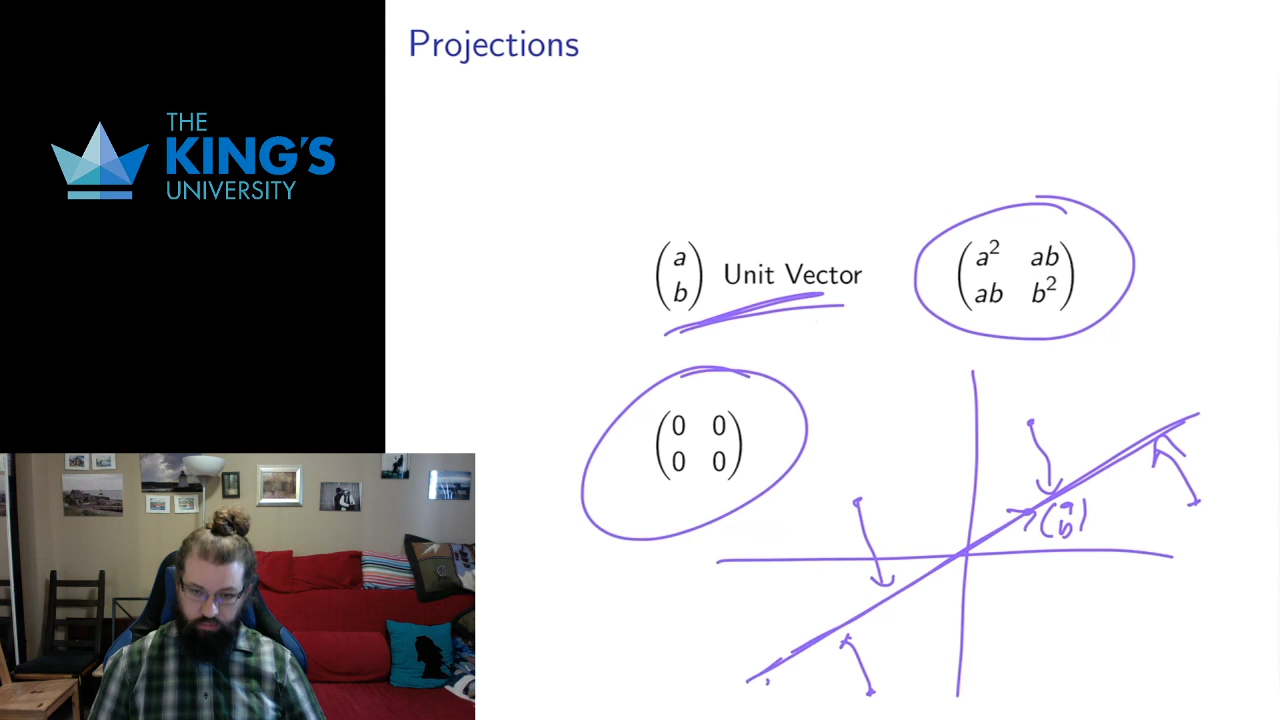 Projections
THE
KING'S
UNIVERSITY
(a b) Unit Vector
(a² ab
ab b²)
(0 0
0 0)
(a
b)